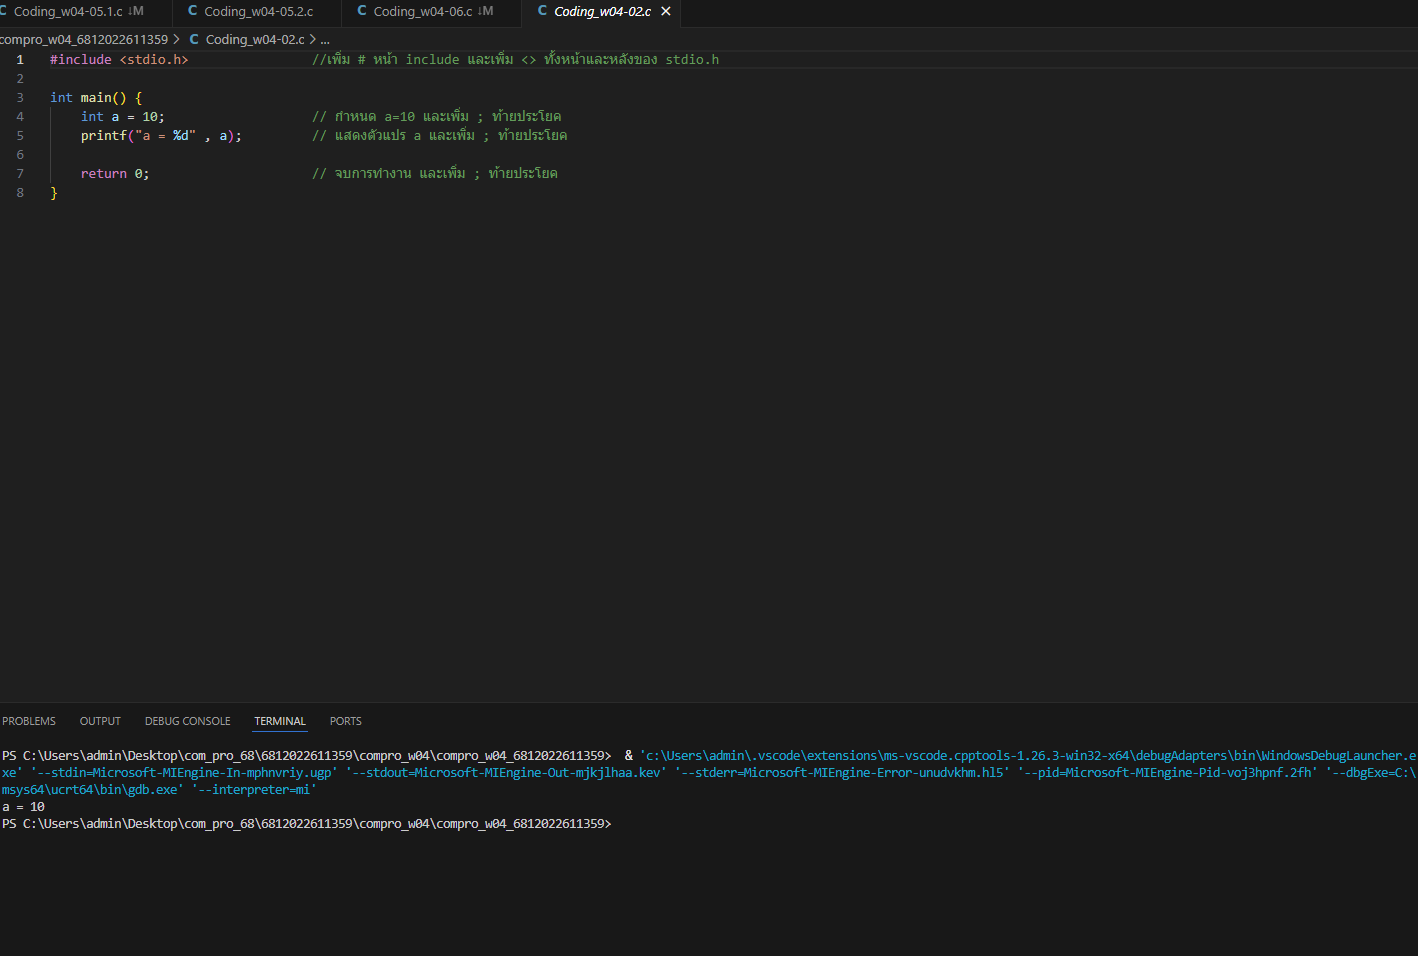 C Coding_w04-05.1.c ↓M C Coding_w04-05.2.c C Coding_w04-06.c ↓M C Coding_w04-02.c ×
compro_w04_6812022611359 > C Coding_w04-02.c > ...
1 #include <stdio.h> //เพิ่ม # หน้า include และเพิ่ม <> ทั้งหน้าและหลังของ stdio.h
2
3 int main() {
4 int a = 10; // กำหนด a=10 และเพิ่ม ; ท้ายประโยค
5 printf("a = %d" , a); // แสดงตัวแปร a และเพิ่ม ; ท้ายประโยค
6
7 return 0; // จบการทำงาน และเพิ่ม ; ท้ายประโยค
8 }
PROBLEMS OUTPUT DEBUG CONSOLE TERMINAL PORTS
PS C:\Users\admin\Desktop\com_pro_68\6812022611359\compro_w04\compro_w04_6812022611359> & 'c:\Users\admin\.vscode\extensions\ms-vscode.cpptools-1.26.3-win32-x64\debugAdapters\bin\WindowsDebugLauncher.e
xe' '--stdin=Microsoft-MIEngine-In-mphnvriy.ugp' '--stdout=Microsoft-MIEngine-Out-mjkjlhaa.kev' '--stderr=Microsoft-MIEngine-Error-unudvkhm.hl5' '--pid=Microsoft-MIEngine-Pid-voj3hpnf.2fh' '--dbgExe=C:\
msys64\ucrt64\bin\gdb.exe' '--interpreter=mi'
a = 10
PS C:\Users\admin\Desktop\com_pro_68\6812022611359\compro_w04\compro_w04_6812022611359>